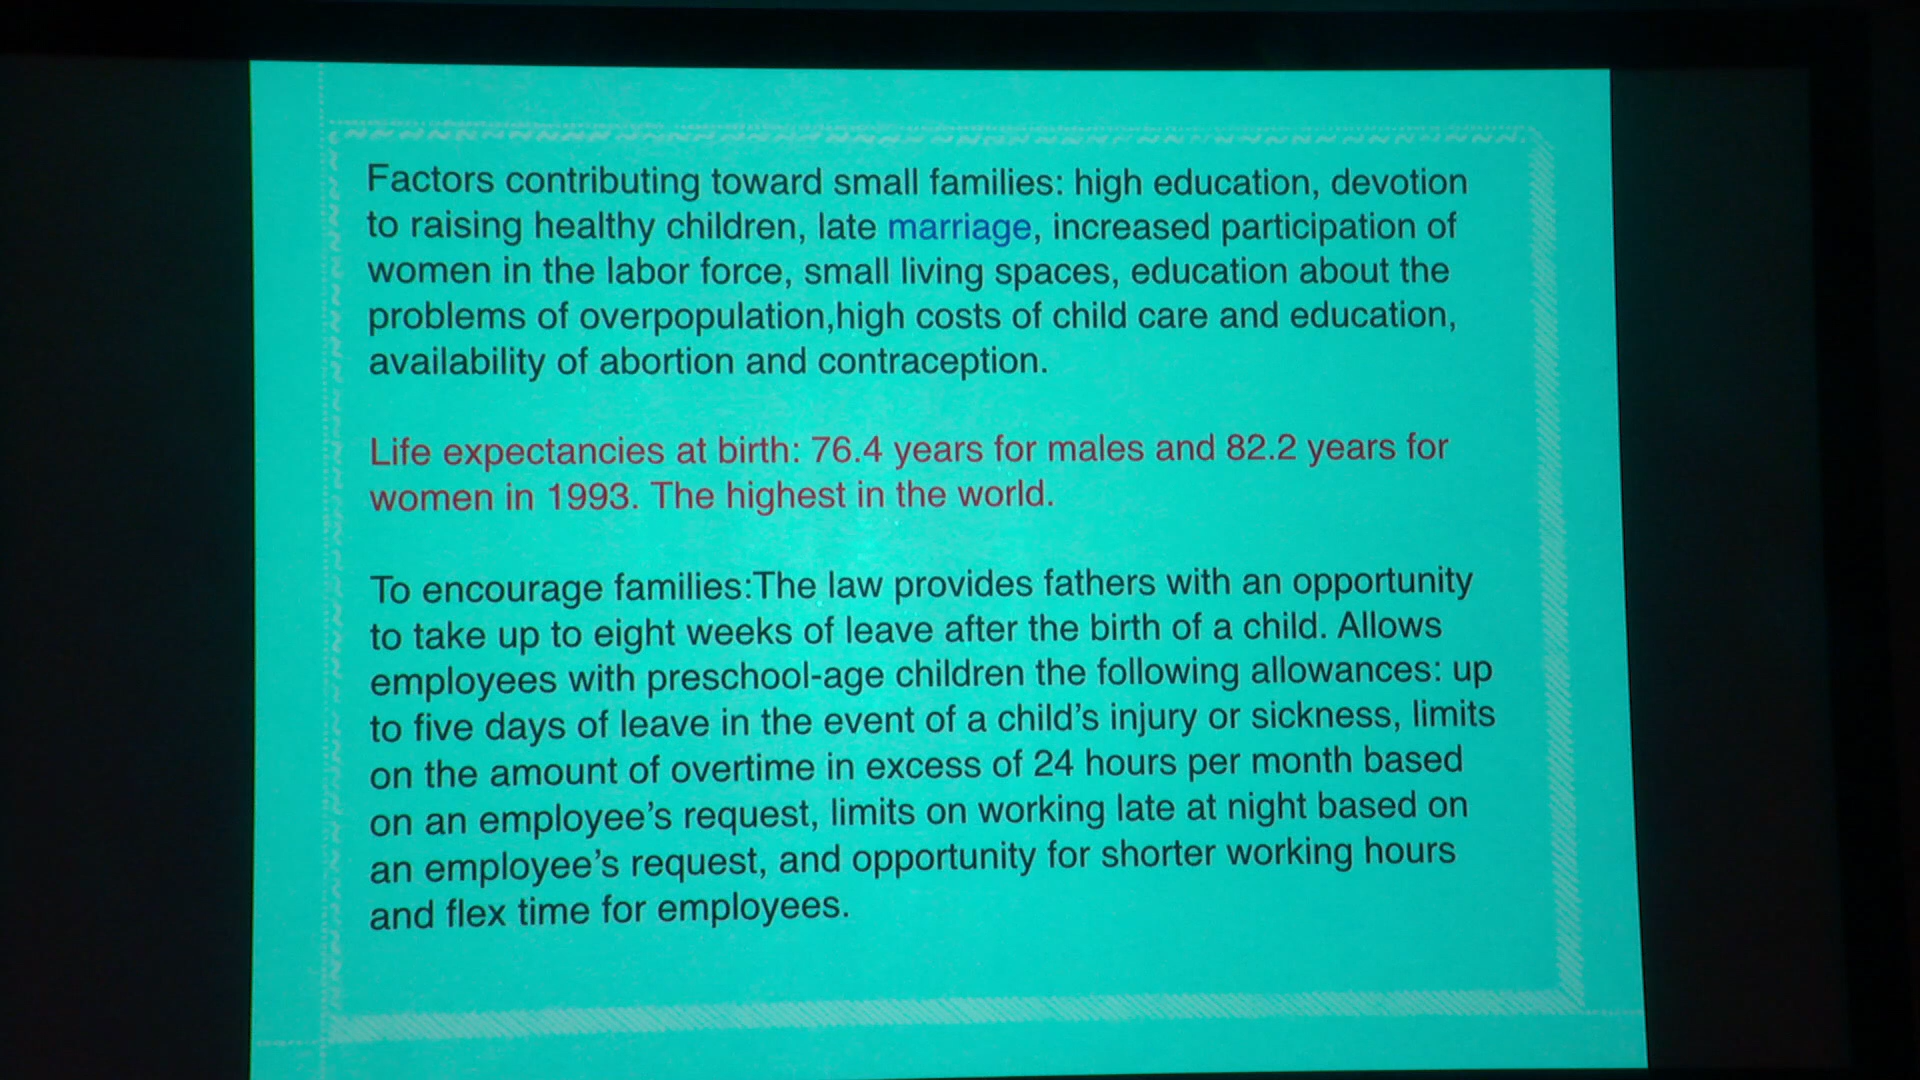 Factors contributing toward small families: high education, devotion
to raising healthy children, late marriage, increased participation of
women in the labor force, small living spaces, education about the
problems of overpopulation,high costs of child care and education,
availability of abortion and contraception.
Life expectancies at birth: 76.4 years for males and 82.2 years for
women in 1993. The highest in the world.
To encourage families:The law provides fathers with an opportunity
to take up to eight weeks of leave after the birth of a child. Allows
employees with preschool-age children the following allowances: up
to five days of leave in the event of a child’s injury or sickness, limits
on the amount of overtime in excess of 24 hours per month based
on an employee’s request, limits on working late at night based on
an employee’s request, and opportunity for shorter working hours
and flex time for employees.